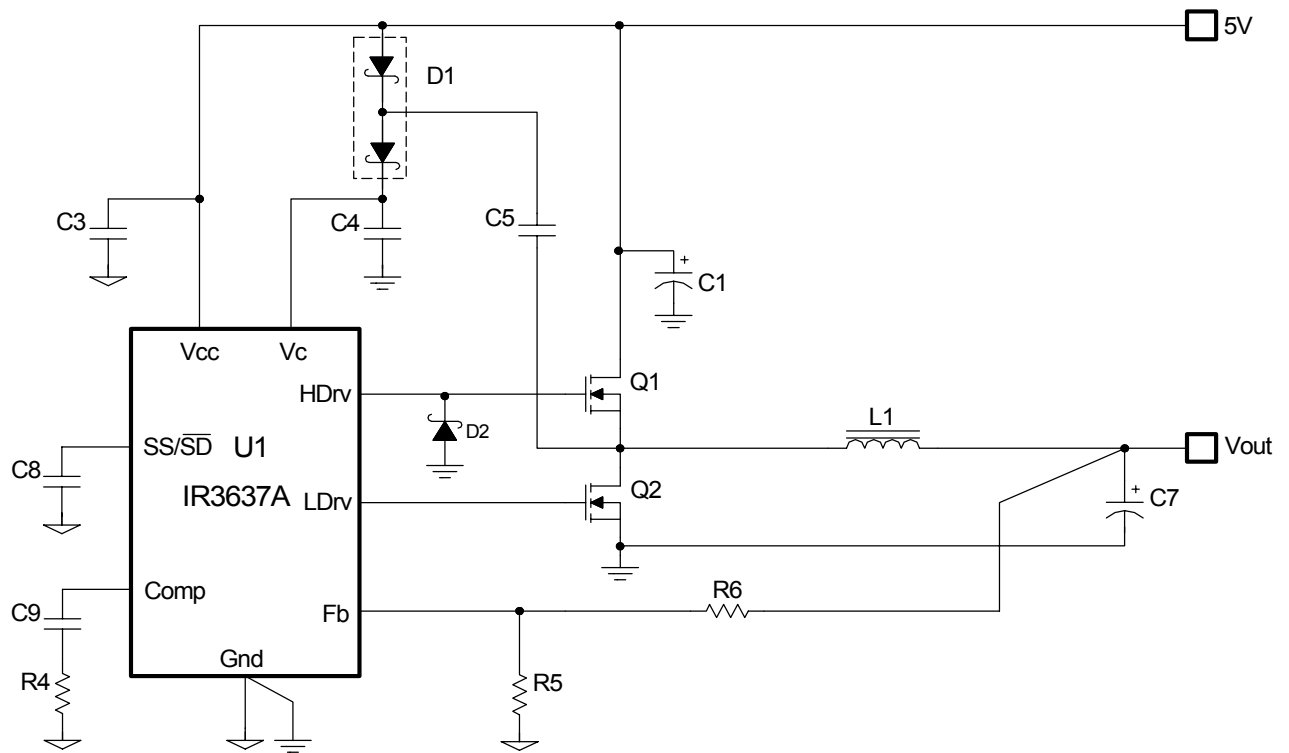 5V
D1
C3
C4
C5
+
C1
Vcc
Vc
HDrv
Q1
D2
L1
C8
SS/SD
U1
Vout
IR3637A
LDrv
Q2
+
C7
Comp
C9
R6
Fb
Gnd
R4
R5